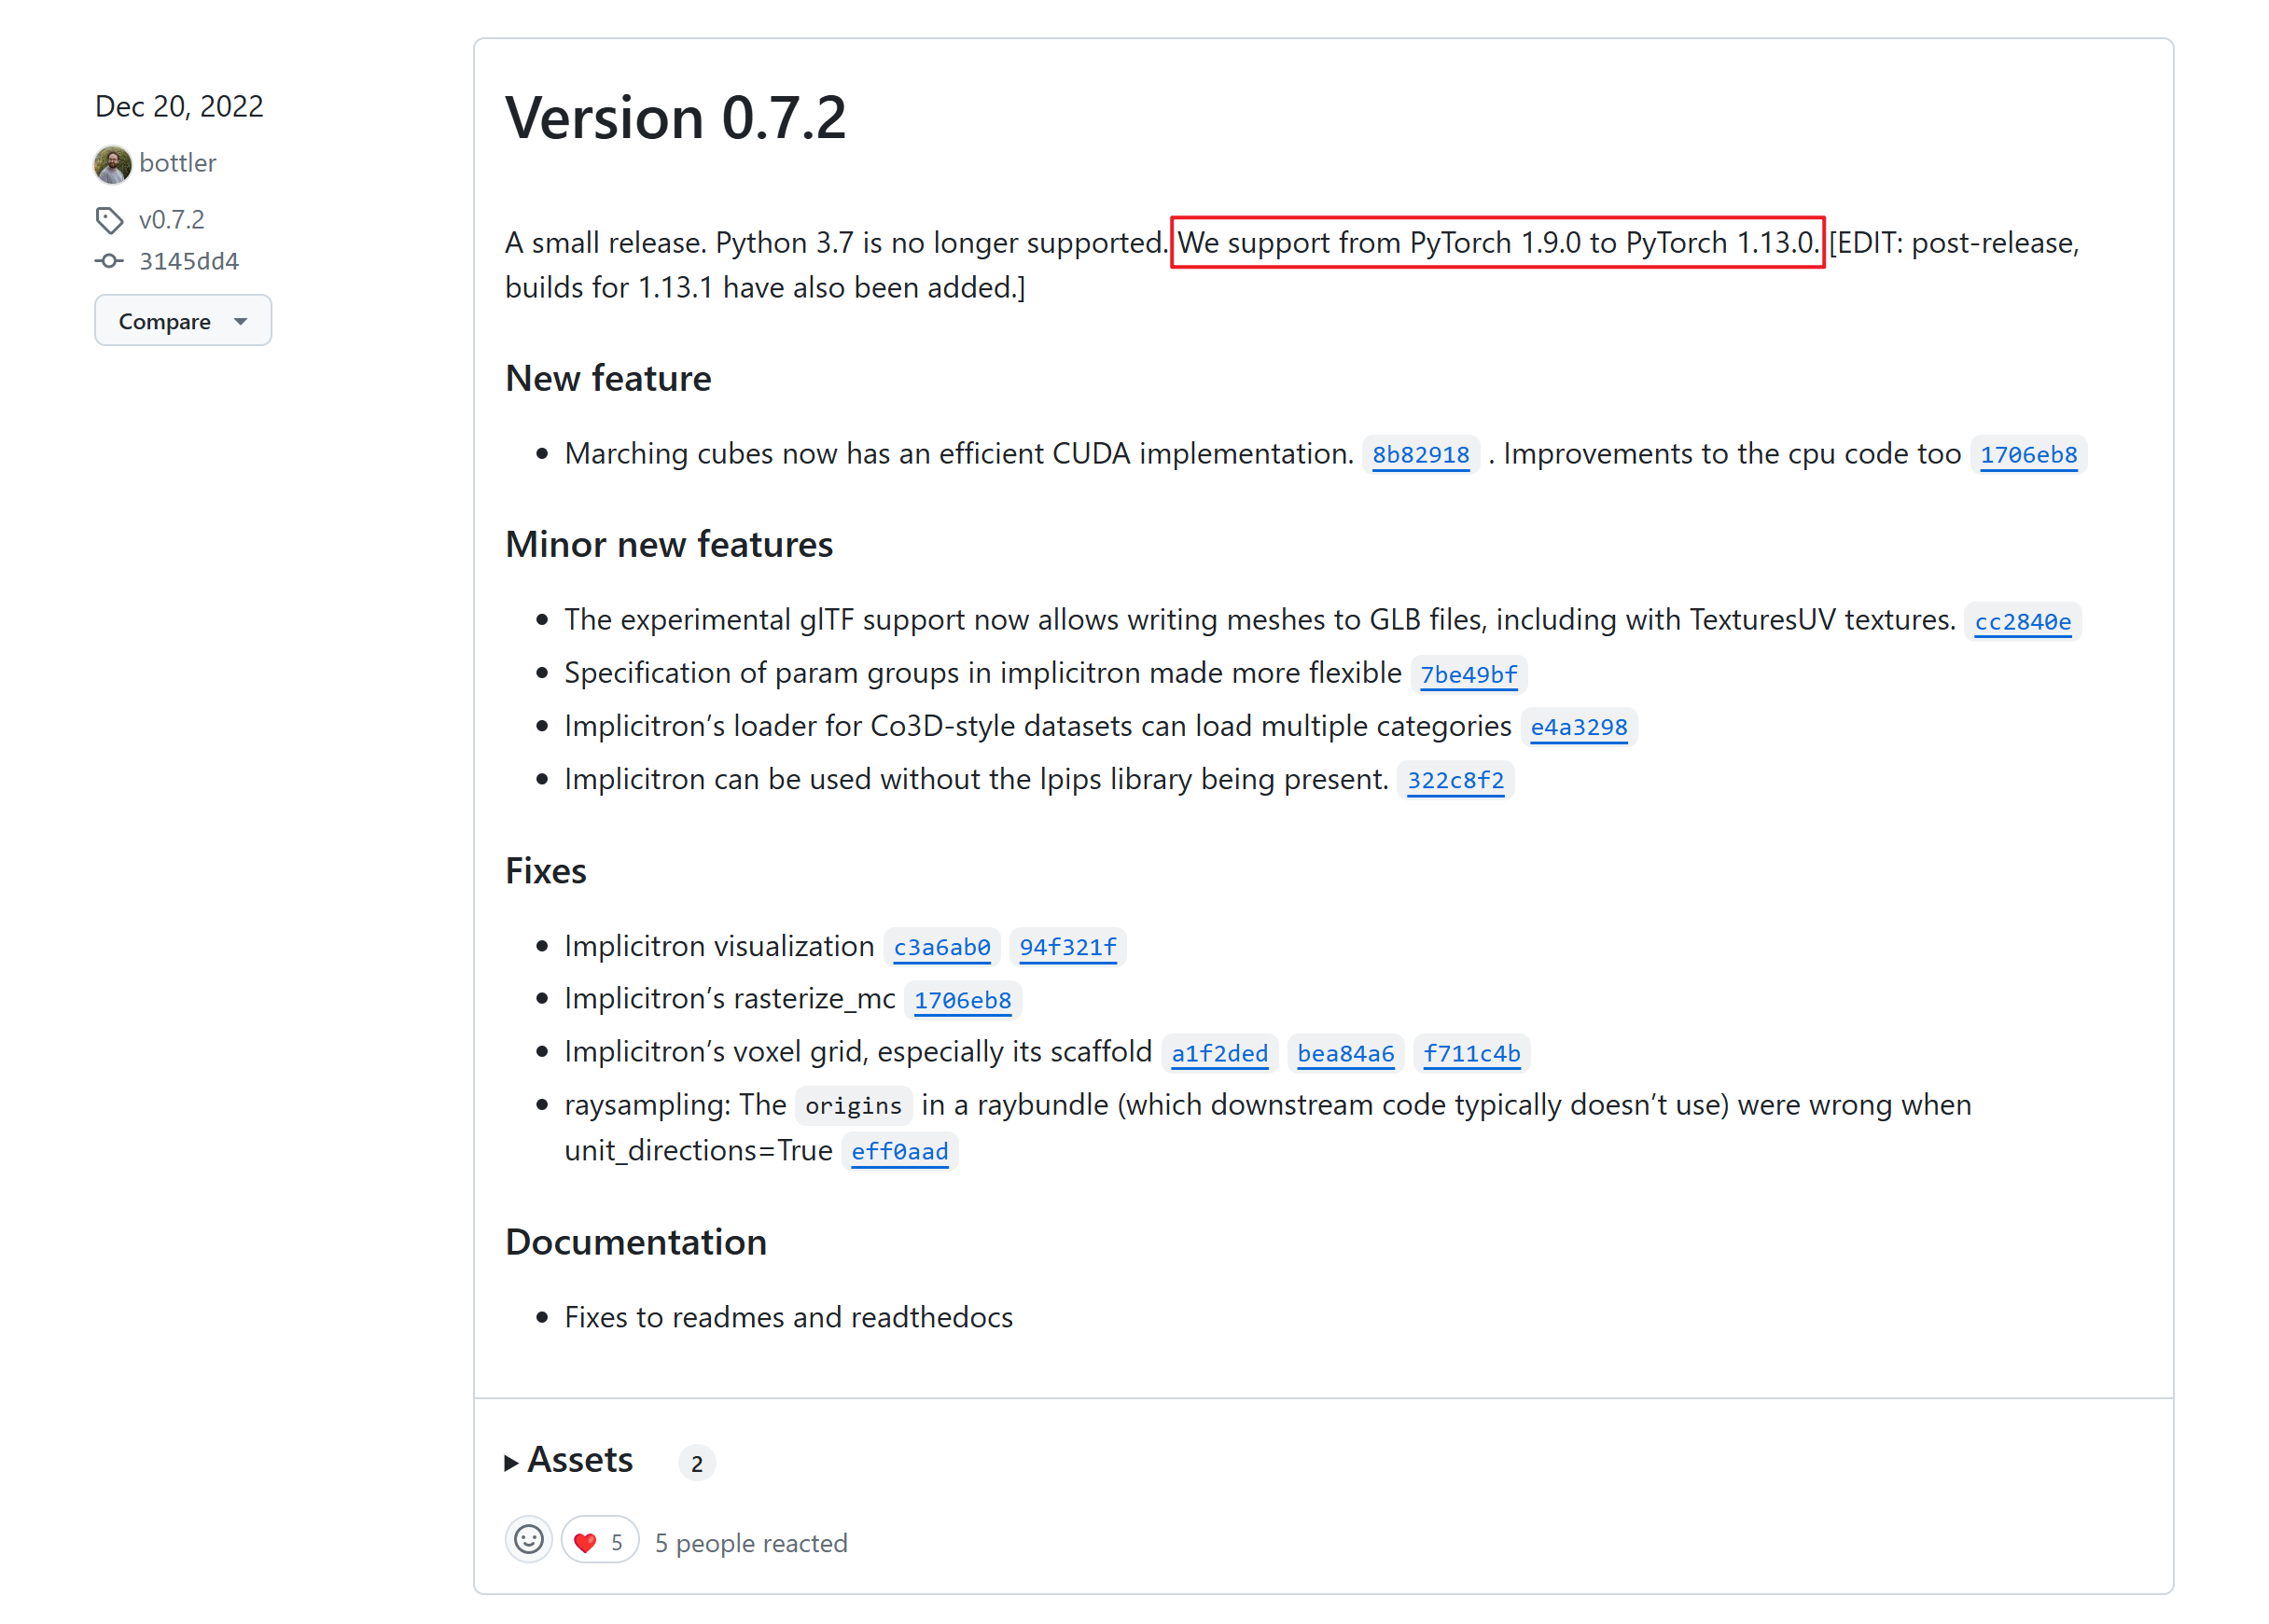 Dec 20, 2022
bottler
v0.7.2
3145dd4
Compare
Version 0.7.2
A small release. Python 3.7 is no longer supported. We support from PyTorch 1.9.0 to PyTorch 1.13.0. [EDIT: post-release,
builds for 1.13.1 have also been added.]
New feature
• Marching cubes now has an efficient CUDA implementation. 8b82918 . Improvements to the cpu code too 1706eb8
Minor new features
• The experimental glTF support now allows writing meshes to GLB files, including with TexturesUV textures. cc2840e
• Specification of param groups in implicitron made more flexible 7be49bf
• Implicitron’s loader for Co3D-style datasets can load multiple categories e4a3298
• Implicitron can be used without the lpips library being present. 322c8f2
Fixes
• Implicitron visualization c3a6ab0 94f321f
• Implicitron’s rasterize_mc 1706eb8
• Implicitron’s voxel grid, especially its scaffold a1f2ded bea84a6 f711c4b
• raysampling: The origins in a raybundle (which downstream code typically doesn’t use) were wrong when
unit_directions=True eff0aad
Documentation
• Fixes to readmes and readthedocs
Assets 2
5 5 people reacted